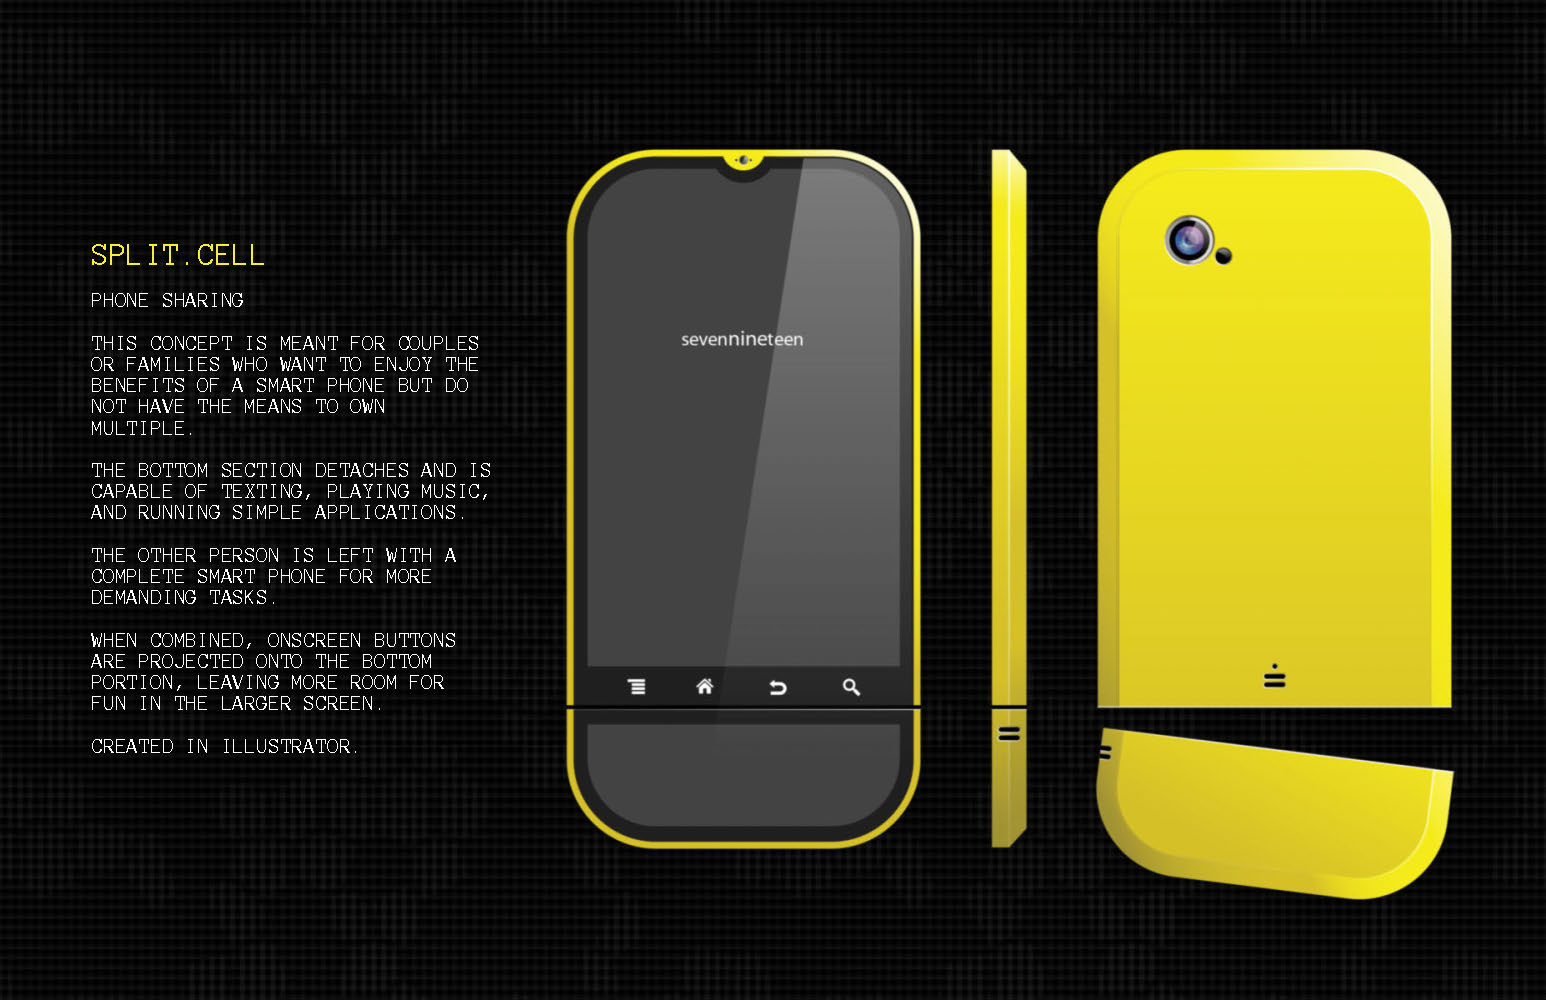 SPLIT.CELL
PHONE SHARING
THIS CONCEPT IS MEANT FOR COUPLES
OR FAMILIES WHO WANT TO ENJOY THE
BENEFITS OF A SMART PHONE BUT DO
NOT HAVE THE MEANS TO OWN
MULTIPLE.
THE BOTTOM SECTION DETACHES AND IS
CAPABLE OF TEXTING, PLAYING MUSIC,
AND RUNNING SIMPLE APPLICATIONS.
THE OTHER PERSON IS LEFT WITH A
COMPLETE SMART PHONE FOR MORE
DEMANDING TASKS.
WHEN COMBINED, ONSCREEN BUTTONS
ARE PROJECTED ONTO THE BOTTOM
PORTION, LEAVING MORE ROOM FOR
FUN IN THE LARGER SCREEN.
CREATED IN ILLUSTRATOR.
sevennineteen